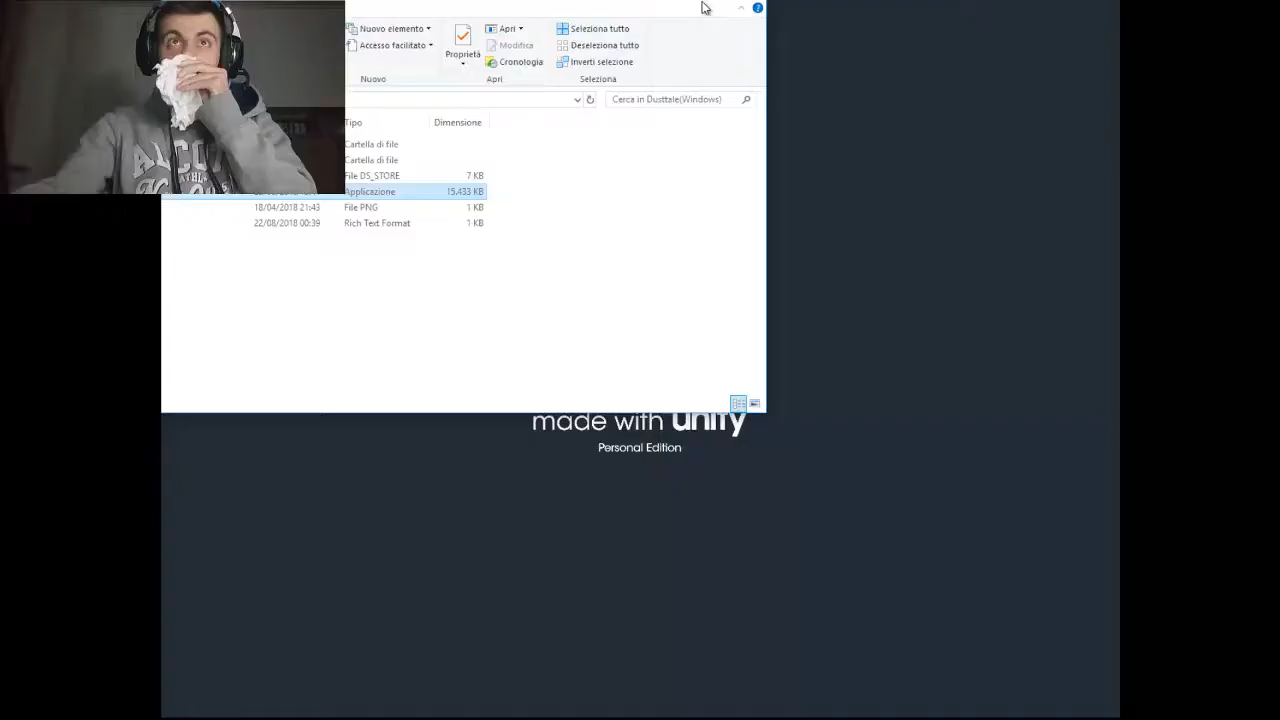 Nuovo elemento
Accesso facilitato
Nuovo
Proprietà
Apri
Modifica
Cronologia
Apri
Seleziona tutto
Deseleziona tutto
Inverti selezione
Seleziona
Cerca in Dusttale(Windows)
Tipo Dimensione
Cartella di file
Cartella di file
File DS_STORE 7 KB
Applicazione 15.433 KB
18/04/2018 21:43 File PNG 1 KB
22/08/2018 00:39 Rich Text Format 1 KB
made with unity
Personal Edition